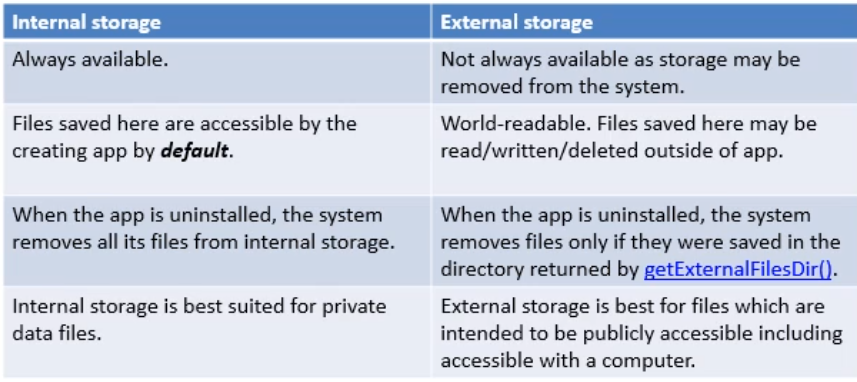 Internal storage
External storage
Always available.
Not always available as storage may be
removed from the system.
Files saved here are accessible by the
creating app by default.
World-readable. Files saved here may be
read/written/deleted outside of app.
When the app is uninstalled, the system
removes all its files from internal storage.
When the app is uninstalled, the system
removes files only if they were saved in the
directory returned by getExternalFilesDir().
Internal storage is best suited for private
data files.
External storage is best for files which are
intended to be publicly accessible including
accessible with a computer.